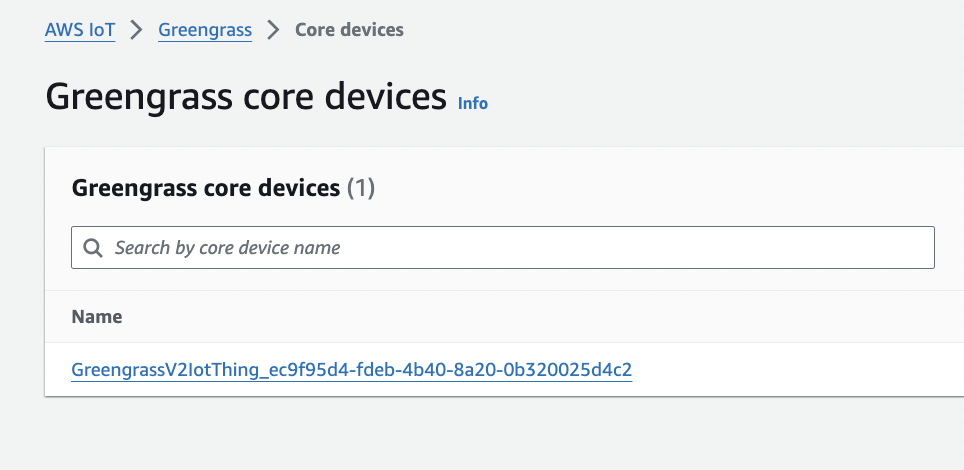 AWS IoT > Greengrass > Core devices
Greengrass core devices Info
Greengrass core devices (1)
Search by core device name
Name
GreengrassV2IotThing_ec9f95d4-fdeb-4b40-8a20-0b320025d4c2